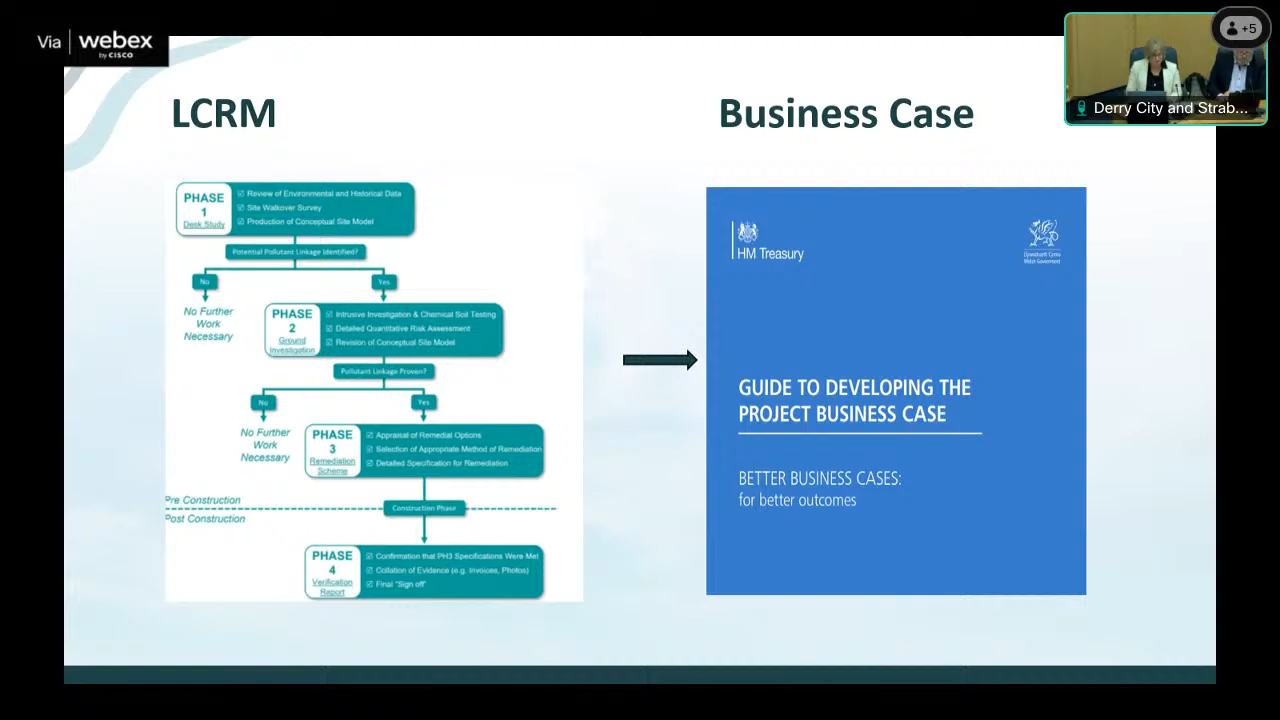 Via webex
by CISCO
+5
Derry City and Strab...
LCRM
Business Case
PHASE
1
Desk Study
Review of Environmental and Historical Data
Site Walkover Survey
Production of Conceptual Site Model
Potential Pollutant Linkage Identified?
No
Yes
No Further
Work
Necessary
PHASE
2
Ground
Investigation
Intrusive Investigation & Chemical Soil Testing
Detailed Quantitative Risk Assessment
Revision of Conceptual Site Model
Pollutant Linkage Proven?
No
Yes
No Further
Work
Necessary
PHASE
3
Remediation
Scheme
Appraisal of Remedial Options
Selection of Appropriate Method of Remediation
Detailed Specification for Remediation
Pre Construction
Post Construction
Construction Phase
PHASE
4
Verification
Report
Confirmation that PH3 Specifications Were Met
Collation of Evidence (e.g. Invoices, Photos)
Final "Sign off"
HM Treasury
Llywodraeth Cymru
Welsh Government
GUIDE TO DEVELOPING THE
PROJECT BUSINESS CASE
BETTER BUSINESS CASES:
for better outcomes